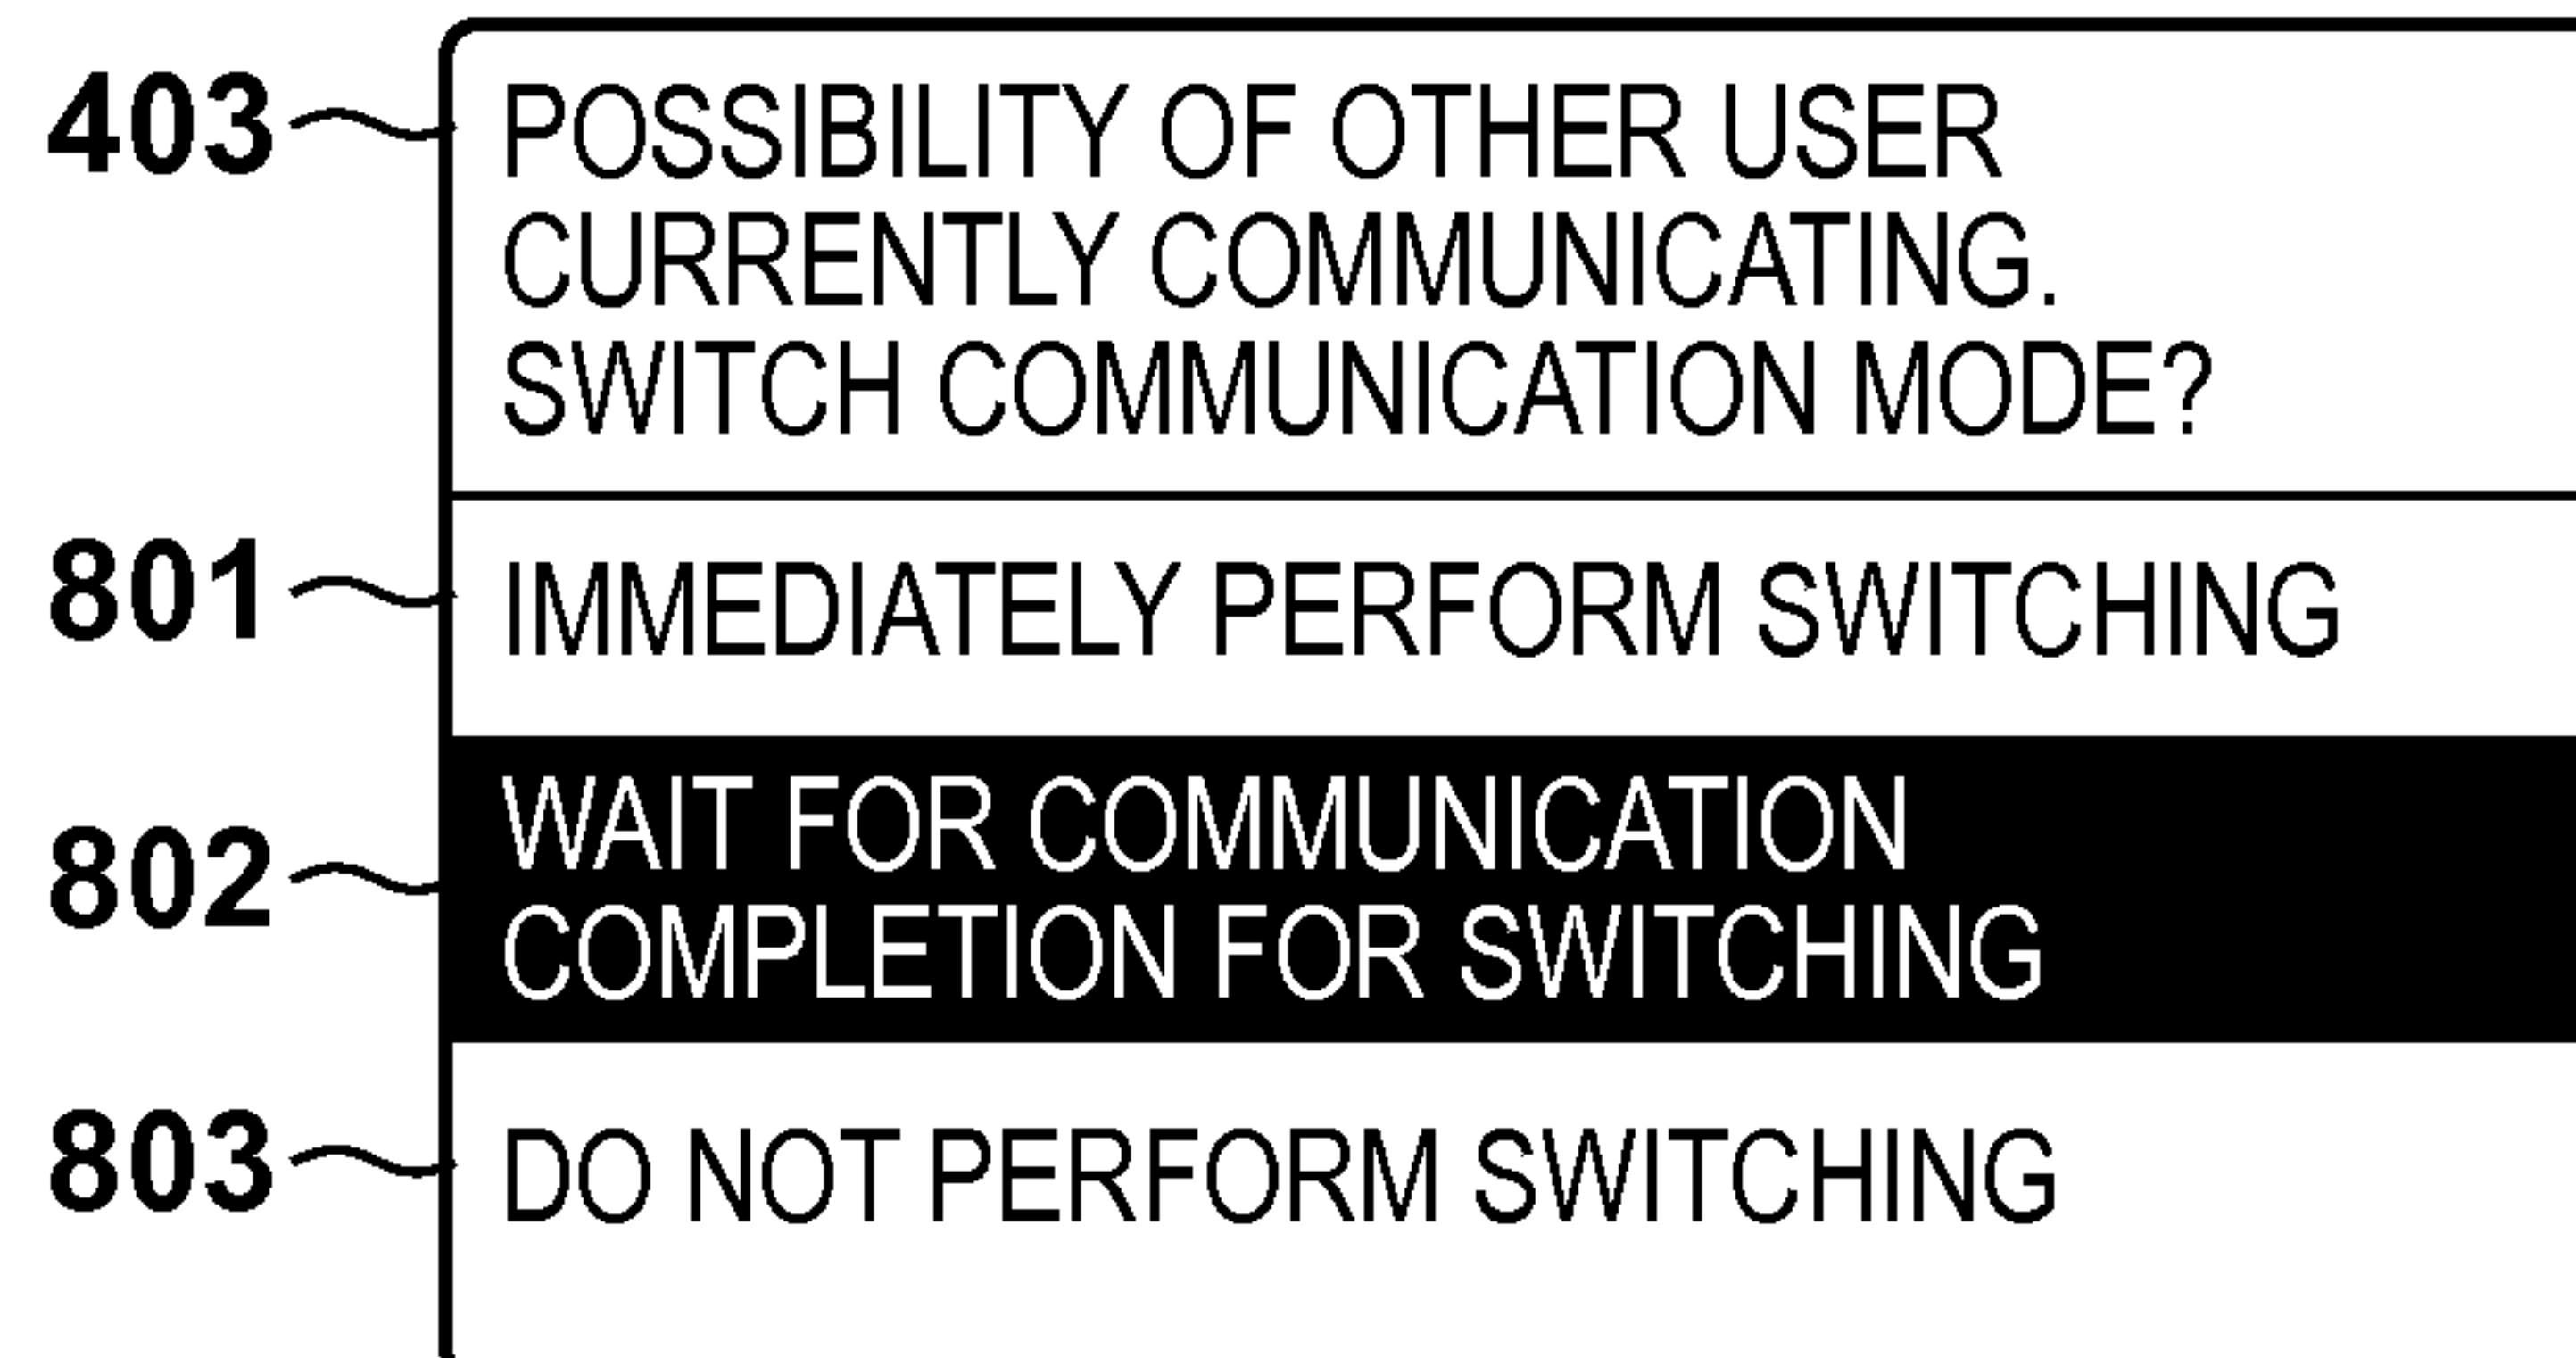 403 POSSIBILITY OF OTHER USER
CURRENTLY COMMUNICATING.
SWITCH COMMUNICATION MODE?
801 IMMEDIATELY PERFORM SWITCHING
802 WAIT FOR COMMUNICATION
COMPLETION FOR SWITCHING
803 DO NOT PERFORM SWITCHING